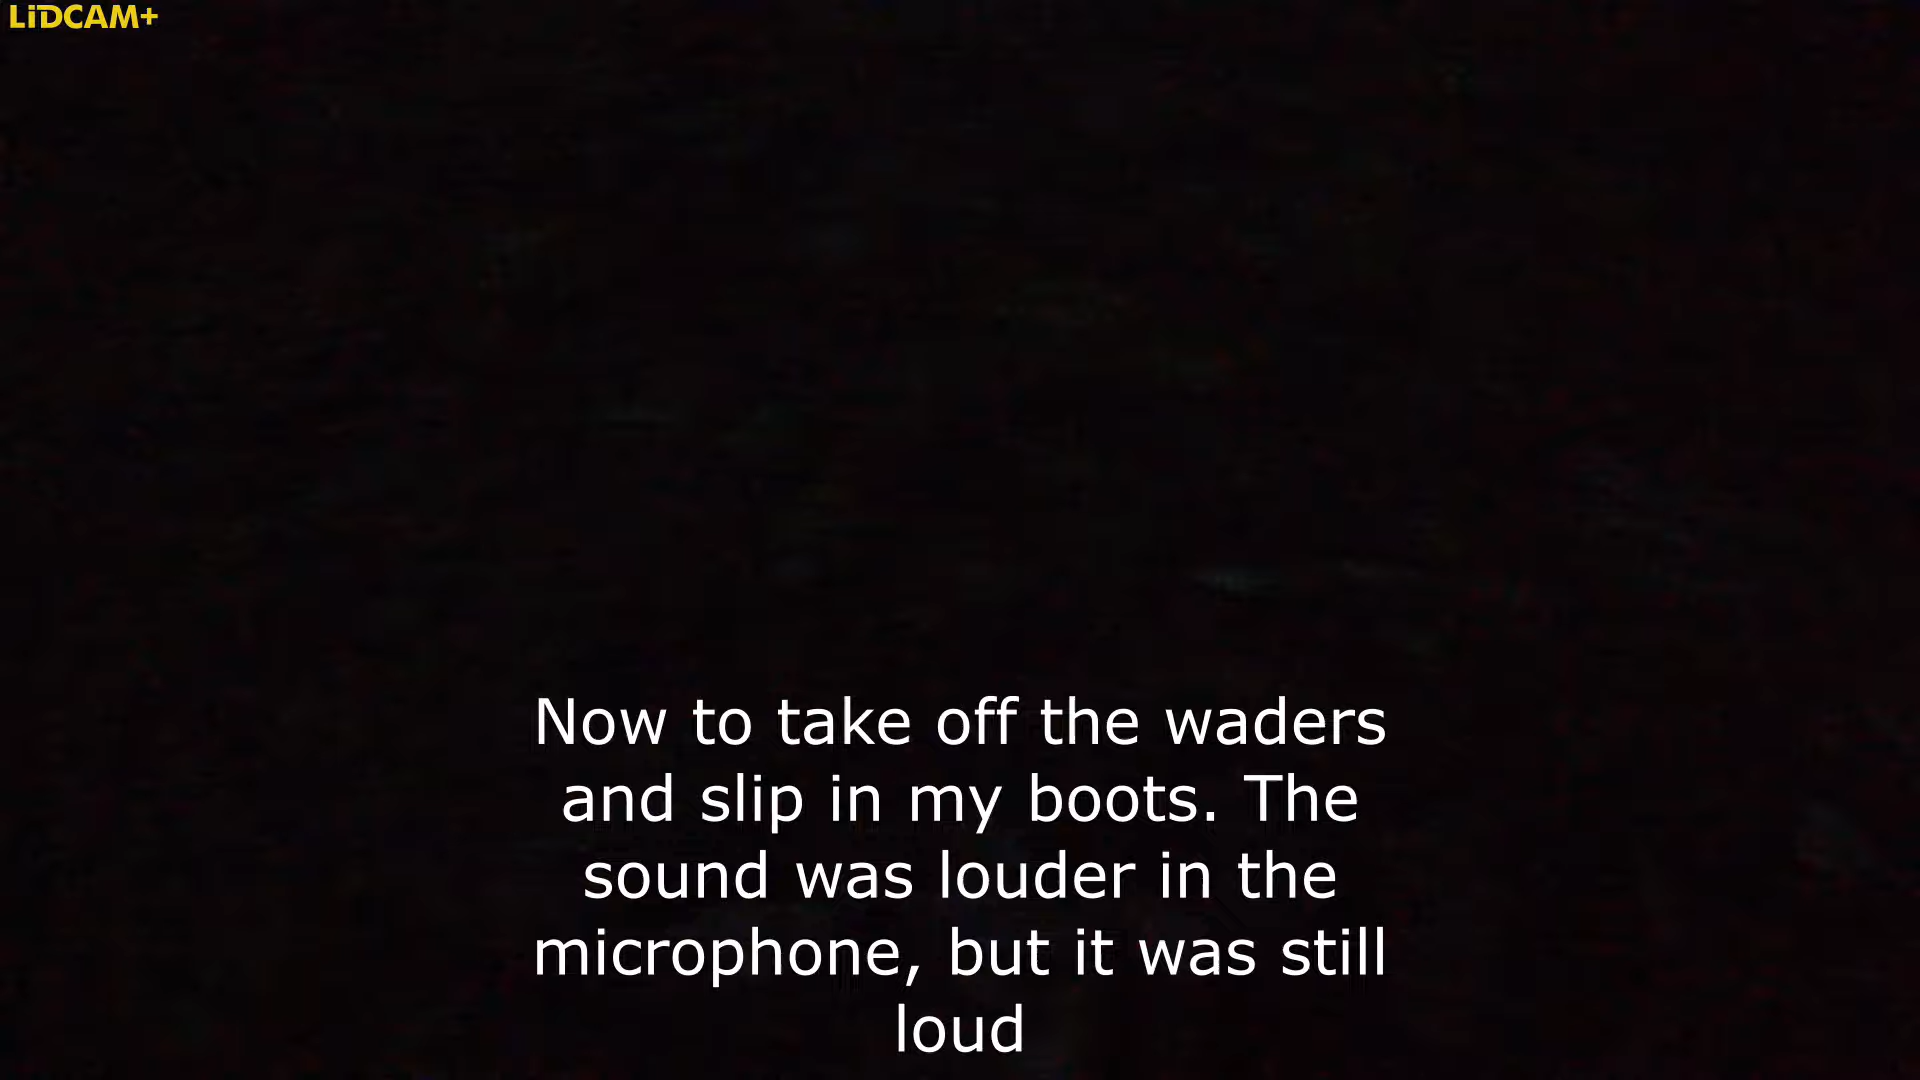 LiDCAM+
Now to take off the waders
and slip in my boots. The
sound was louder in the
microphone, but it was still
loud